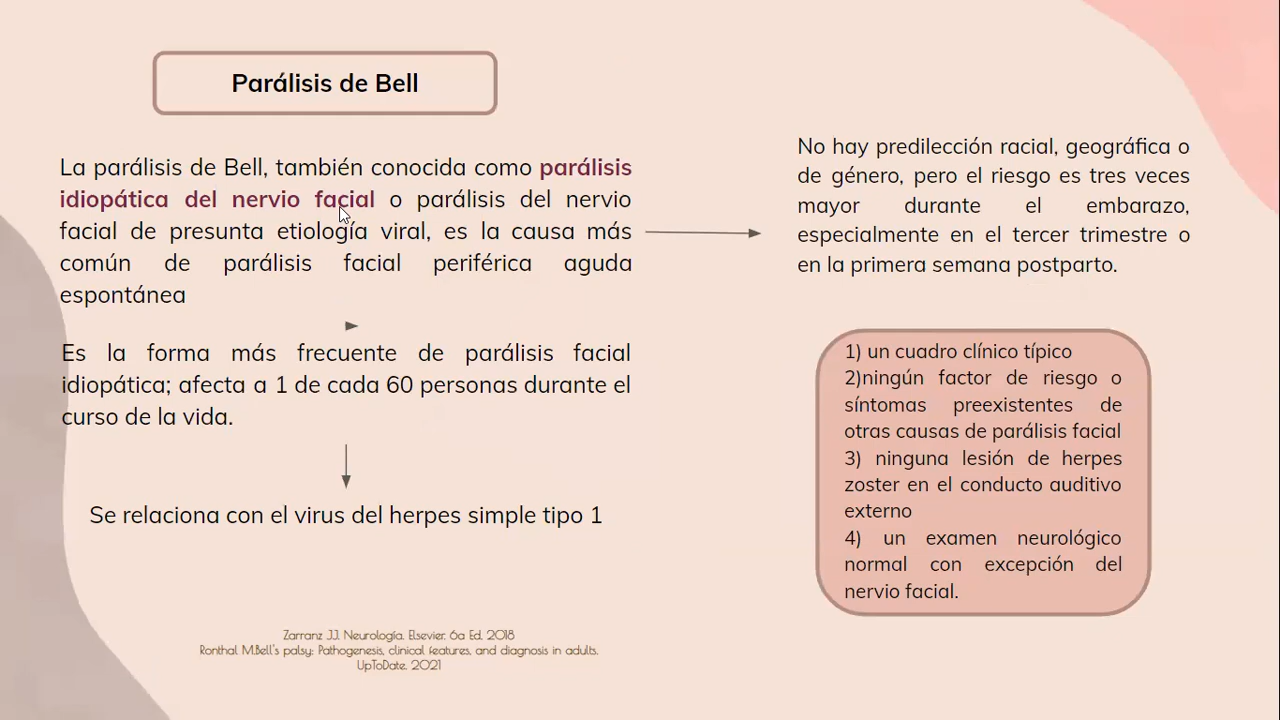 Parálisis de Bell
La parálisis de Bell, también conocida como parálisis
idiopática del nervio facial o parálisis del nervio
facial de presunta etiología viral, es la causa más
común de parálisis facial periférica aguda
espontánea
Es la forma más frecuente de parálisis facial
idiopática; afecta a 1 de cada 60 personas durante el
curso de la vida.
Se relaciona con el virus del herpes simple tipo 1
No hay predilección racial, geográfica o
de género, pero el riesgo es tres veces
mayor durante el embarazo,
especialmente en el tercer trimestre o
en la primera semana postparto.
1) un cuadro clínico típico
2)ningún factor de riesgo o
síntomas preexistentes de
otras causas de parálisis facial
3) ninguna lesión de herpes
zoster en el conducto auditivo
externo
4) un examen neurológico
normal con excepción del
nervio facial.
Zarranz J.J. Neurología. Elsevier. 6a Ed. 2018
Ronthal M.Bell's palsy: Pathogenesis, clinical features, and diagnosis in adults.
UpToDate. 2021